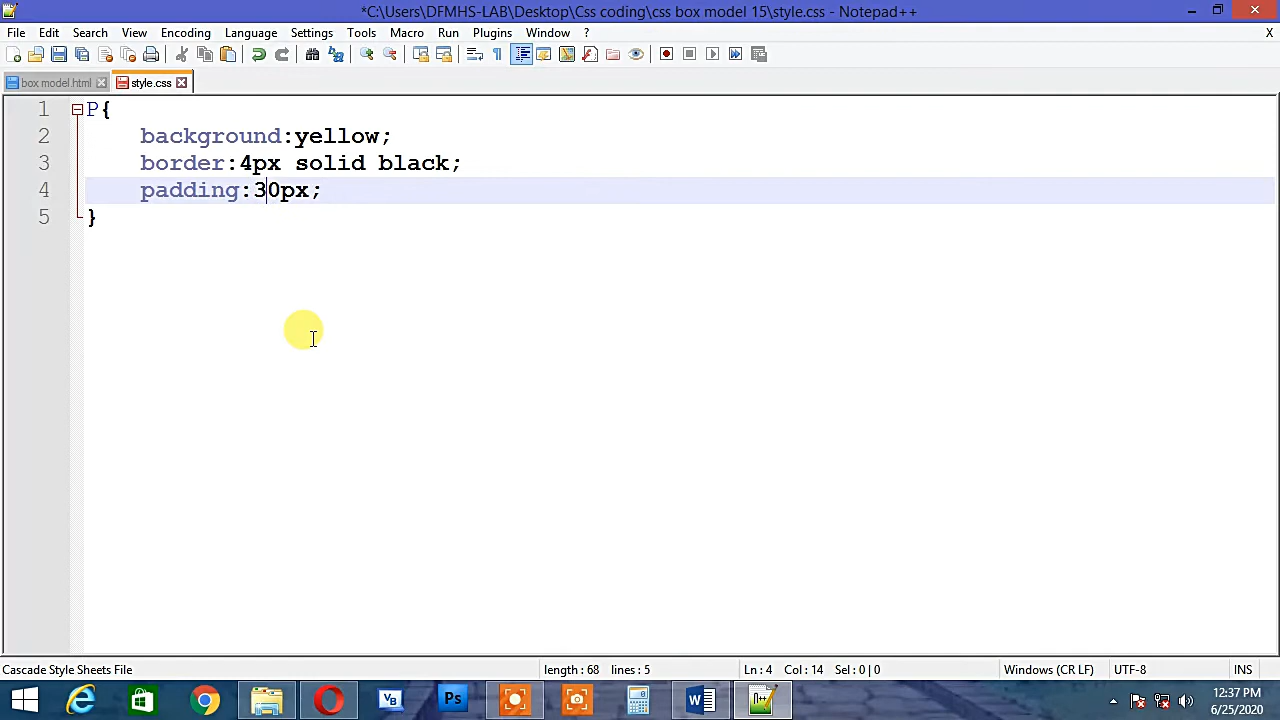 *C:\Users\DFMHS-LAB\Desktop\Css coding\css box model 15\style.css - Notepad++
File Edit Search View Encoding Language Settings Tools Macro Run Plugins Window ? X
box model.html style.css
1 P{
2 background:yellow;
3 border:4px solid black;
4 padding:30px;
5 }
Cascade Style Sheets File length : 68 lines : 5 Ln : 4 Col : 14 Sel : 0 | 0 Windows (CR LF) UTF-8 INS
VB Ps 12:37 PM
6/25/2020